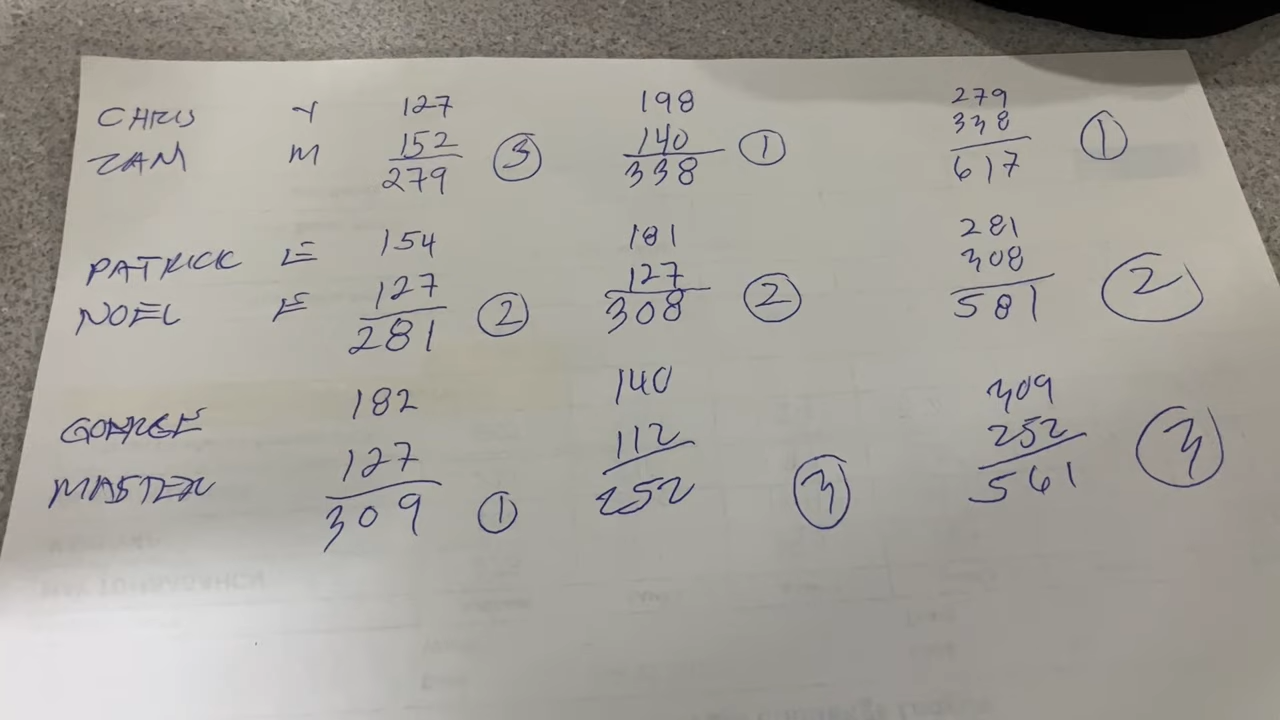 CHRIS Y 127 198 279
ZAM M 152 140 338
279 ③ 338 ① 617 ①
PATRICK E 154 181 281
NOEL E 127 127 308
281 ② 308 ② 581 ②
GOERGE 182 140 309
MASTER 127 112 252
309 ① 252 ③ 561 ③